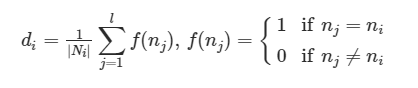 d_i = \frac{1}{|N_i|} \sum_{j=1}^{l} f(n_j), f(n_j) = \begin{cases} 1 & \text{if } n_j = n_i \\ 0 & \text{if } n_j \neq n_i \end{cases}